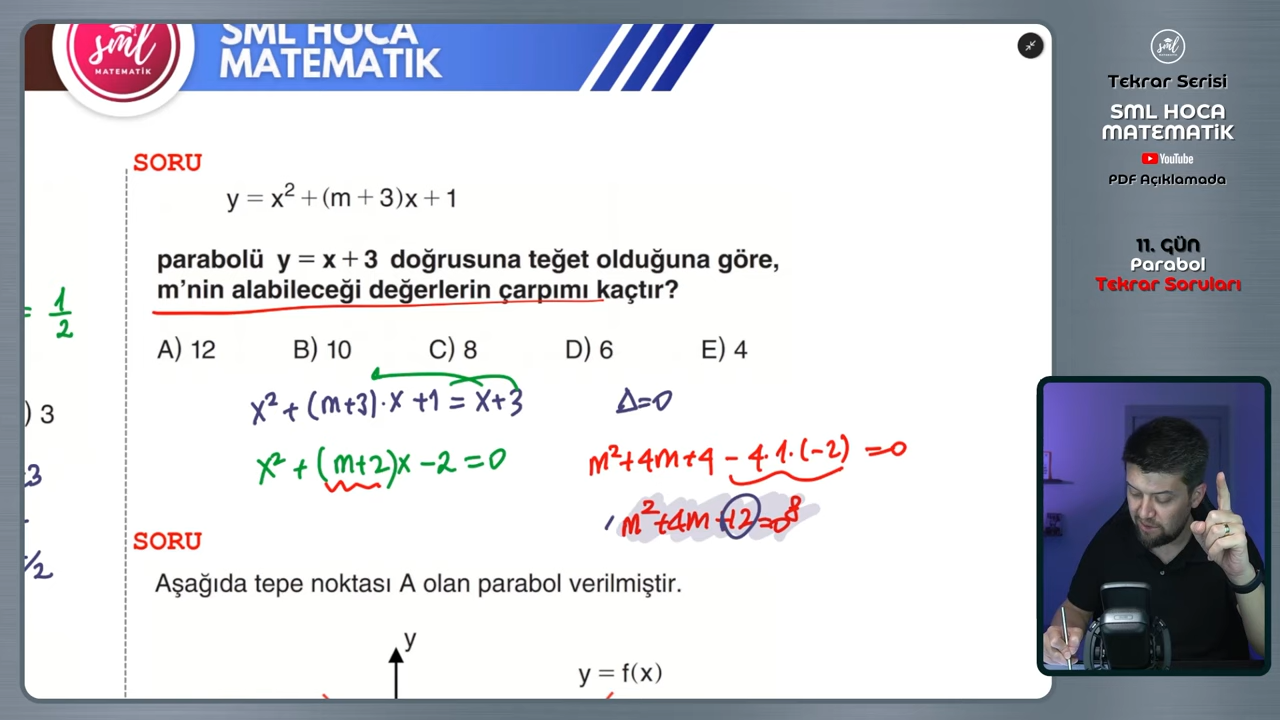 SML HOCA
MATEMATİK
sml
MATEMATİK
SORU
y = x² + (m + 3)x + 1
parabolü y = x + 3 doğrusuna teğet olduğuna göre,
m'nin alabileceği değerlerin çarpımı kaçtır?
A) 12 B) 10 C) 8 D) 6 E) 4
x² + (m+3)·x + 1 = x+3
x² + (m+2)x - 2 = 0
Δ=0
m²+4m+4 - 4·1·(-2) = 0
m²+4m+12=0
8
= 1/2
) 3
SORU
Aşağıda tepe noktası A olan parabol verilmiştir.
y
y = f(x)
sml
Tekrar Serisi
SML HOCA
MATEMATİK
YouTube
PDF Açıklamada
11. GÜN
Parabol
Tekrar Soruları